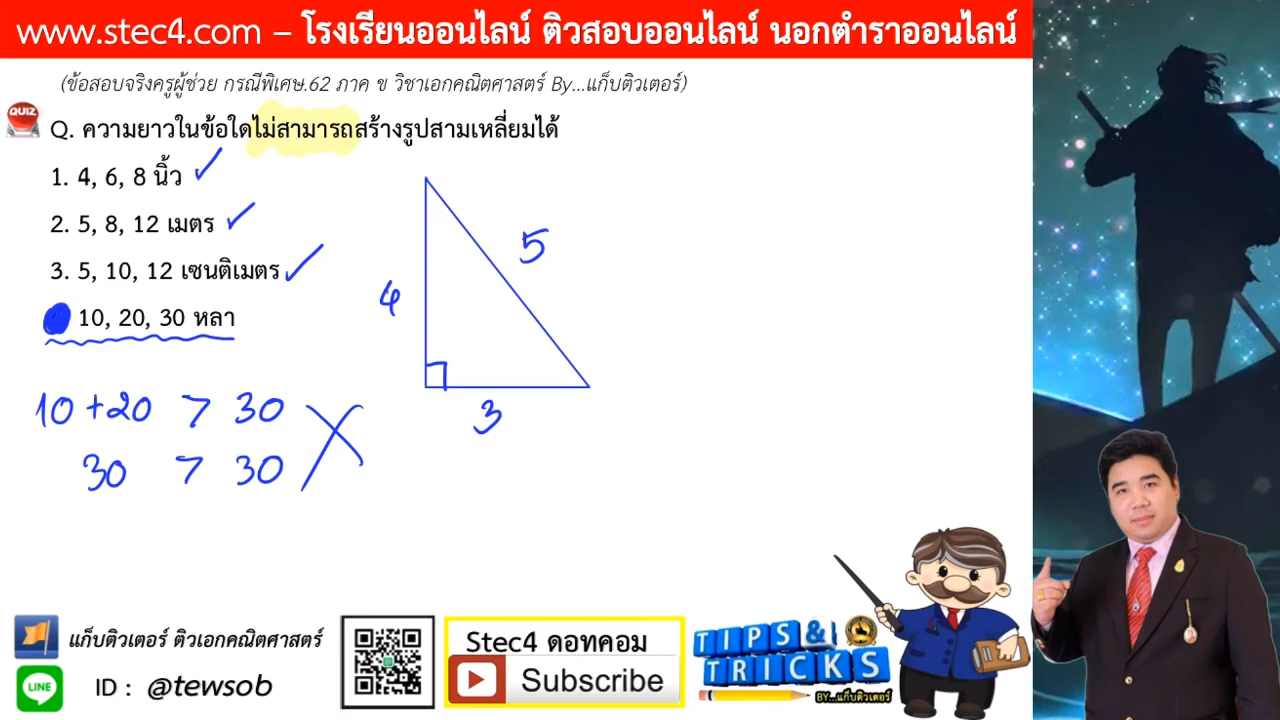 www.stec4.com – โรงเรียนออนไลน์ ติวสอบออนไลน์ นอกตำราออนไลน์
(ข้อสอบจริงครูผู้ช่วย กรณีพิเศษ.62 ภาค ข วิชาเอกคณิตศาสตร์ By...แก็บติวเตอร์)
QUIZ
Q. ความยาวในข้อใดไม่สามารถสร้างรูปสามเหลี่ยมได้
1. 4, 6, 8 นิ้ว
2. 5, 8, 12 เมตร
3. 5, 10, 12 เซนติเมตร
10, 20, 30 หลา
5
4
3
10 + 20 > 30
30 > 30
แก็บติวเตอร์ ติวเอกคณิตศาสตร์
LINE
ID : @tewsob
Stec4 ดอทคอม
Subscribe
TIPS &
TRICKS
BY...แก็บติวเตอร์